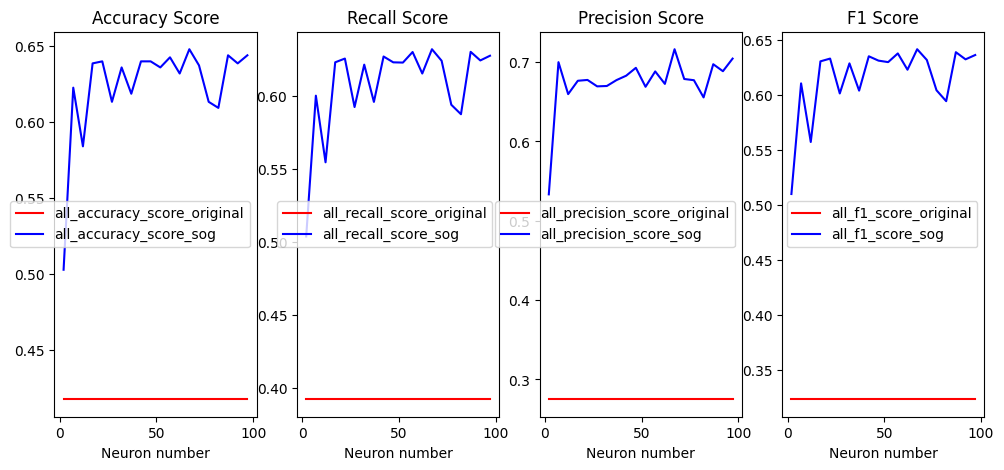 Accuracy Score
0.65
0.60
0.55
0.50
0.45
all_accuracy_score_original
all_accuracy_score_sog
0
50
100
Neuron number
Recall Score
0.60
0.55
0.50
0.40
all_recall_score_original
all_recall_score_sog
0
50
100
Neuron number
Precision Score
0.7
0.6
0.5
0.4
0.3
all_precision_score_original
all_precision_score_sog
0
50
100
Neuron number
F1 Score
0.65
0.60
0.55
0.50
0.45
0.40
0.35
all_f1_score_original
all_f1_score_sog
0
50
100
Neuron number